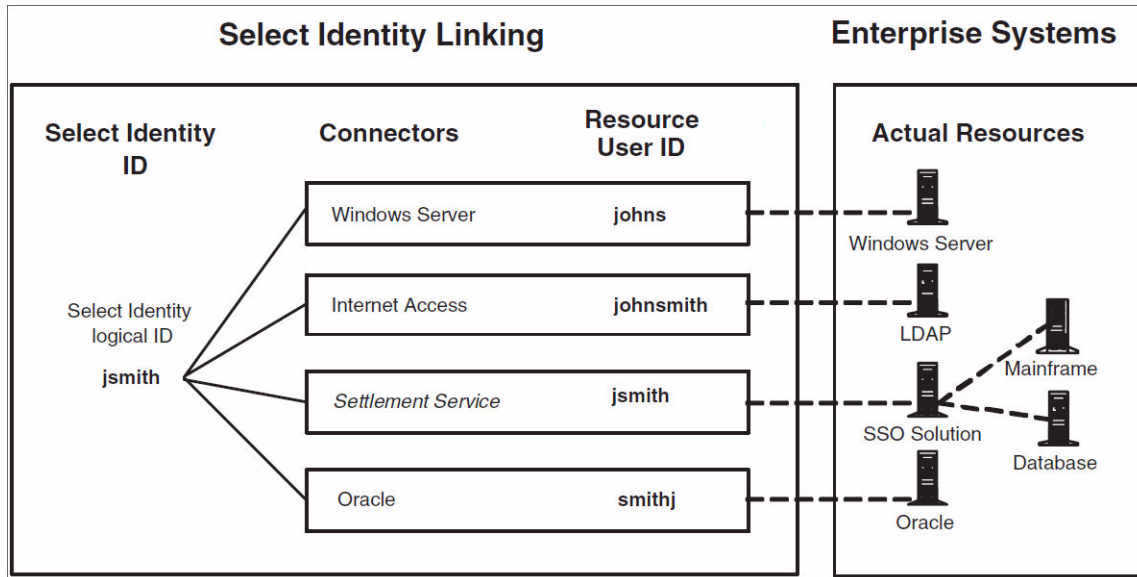 Select Identity Linking
Enterprise Systems
Select Identity
ID
Connectors
Resource
User ID
Actual Resources
Windows Server
johns
Windows Server
Internet Access
johnsmith
LDAP
Select Identity
logical ID
jsmith
Settlement Service
jsmith
SSO Solution
Mainframe
Database
Oracle
smithj
Oracle